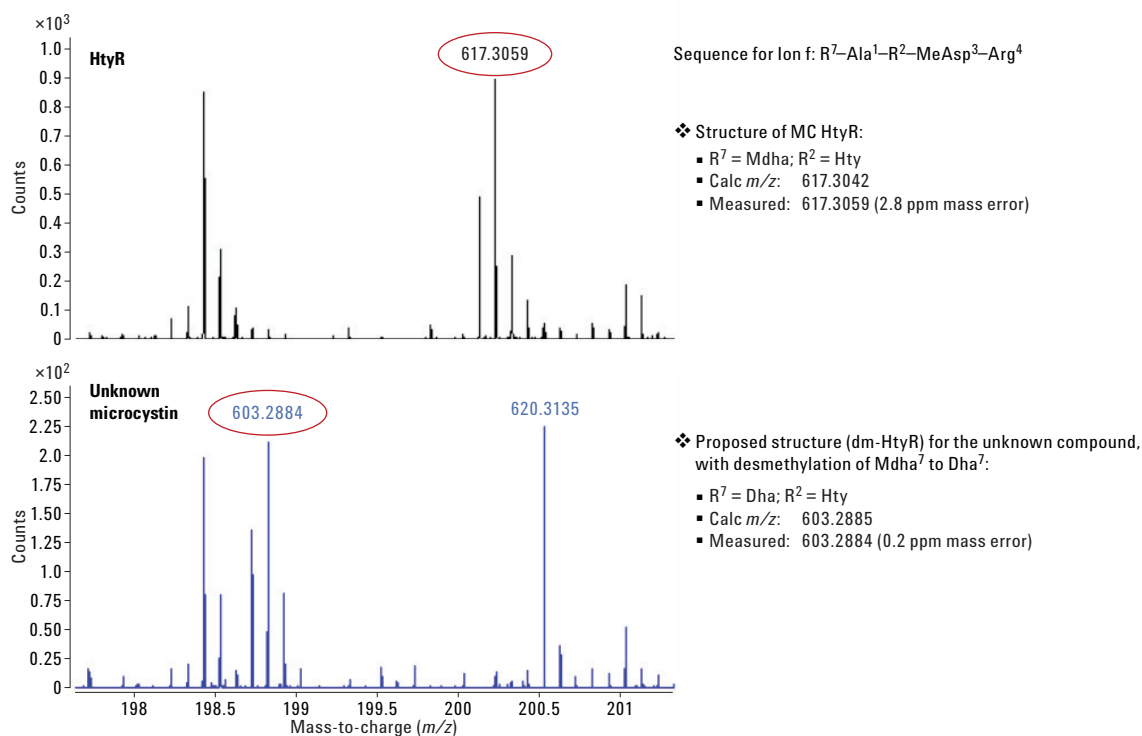 ×10³
1.0
0.9
0.8
0.7
0.6
0.5
0.4
0.3
0.2
0.1
0
Counts
HtyR
617.3059
Sequence for Ion f: R⁷–Ala¹–R²–MeAsp³–Arg⁴
❖ Structure of MC HtyR:
▪ R⁷ = Mdha; R² = Hty
▪ Calc m/z: 617.3042
▪ Measured: 617.3059 (2.8 ppm mass error)
×10²
2.50
2.25
2.00
1.75
1.50
1.25
1.00
0.75
0.50
0.25
0
Counts
Unknown
microcystin
603.2884
620.3135
❖ Proposed structure (dm-HtyR) for the unknown compound,
with desmethylation of Mdha⁷ to Dha⁷:
▪ R⁷ = Dha; R² = Hty
▪ Calc m/z: 603.2885
▪ Measured: 603.2884 (0.2 ppm mass error)
198 198.5 199 199.5 200 200.5 201
Mass-to-charge (m/z)